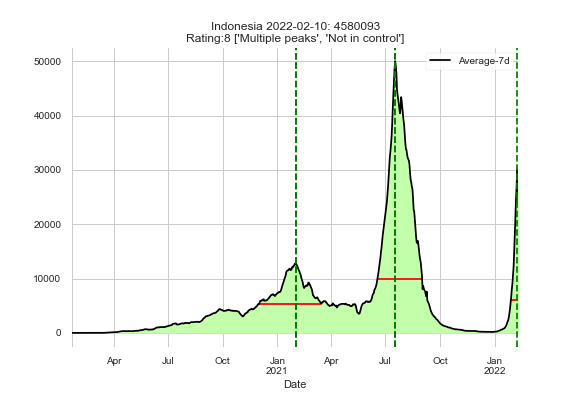 Indonesia 2022-02-10: 4580093
Rating:8 ['Multiple peaks', 'Not in control']
Average-7d
50000
40000
30000
20000
10000
0
Apr Jul Oct Jan Apr Jul Oct Jan
2021 2022
Date